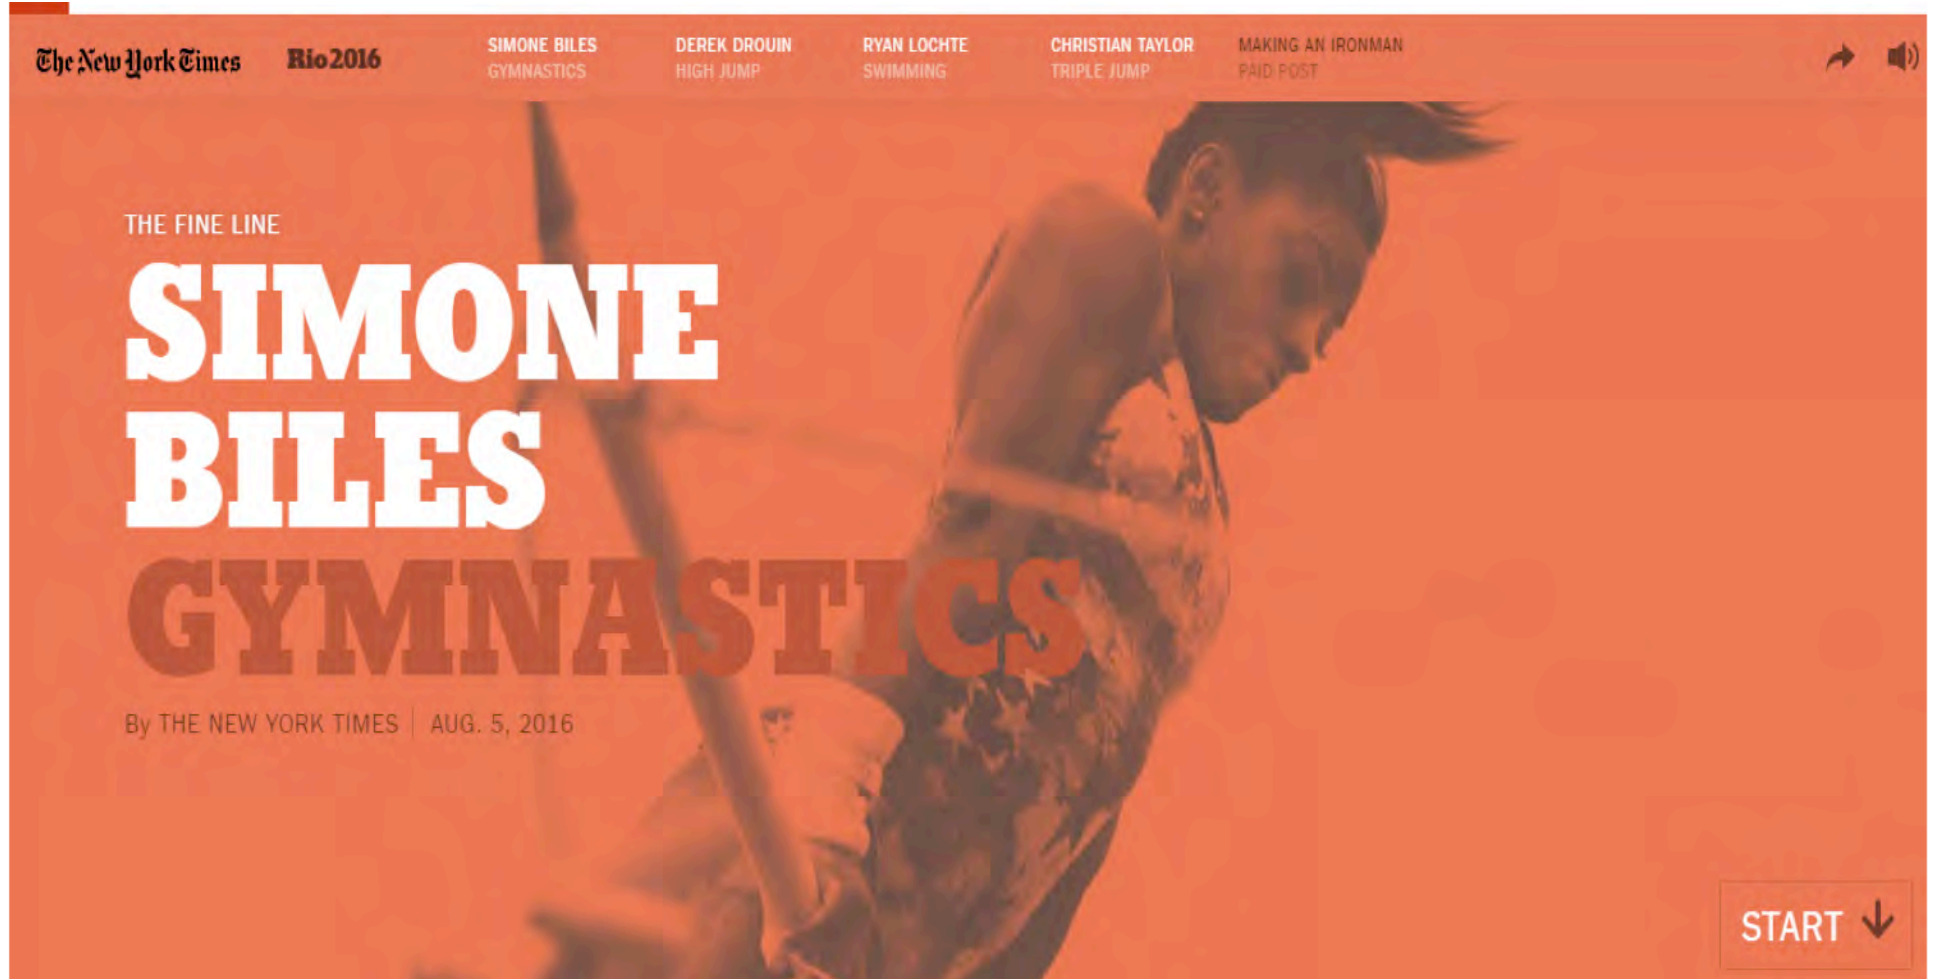 The New York Times
Rio 2016
SIMONE BILES
GYMNASTICS
DEREK DROUIN
HIGH JUMP
RYAN LOCHTE
SWIMMING
CHRISTIAN TAYLOR
TRIPLE JUMP
MAKING AN IRONMAN
PAID POST
THE FINE LINE
SIMONE
BILES
GYMNASTICS
By THE NEW YORK TIMES | AUG. 5, 2016
START